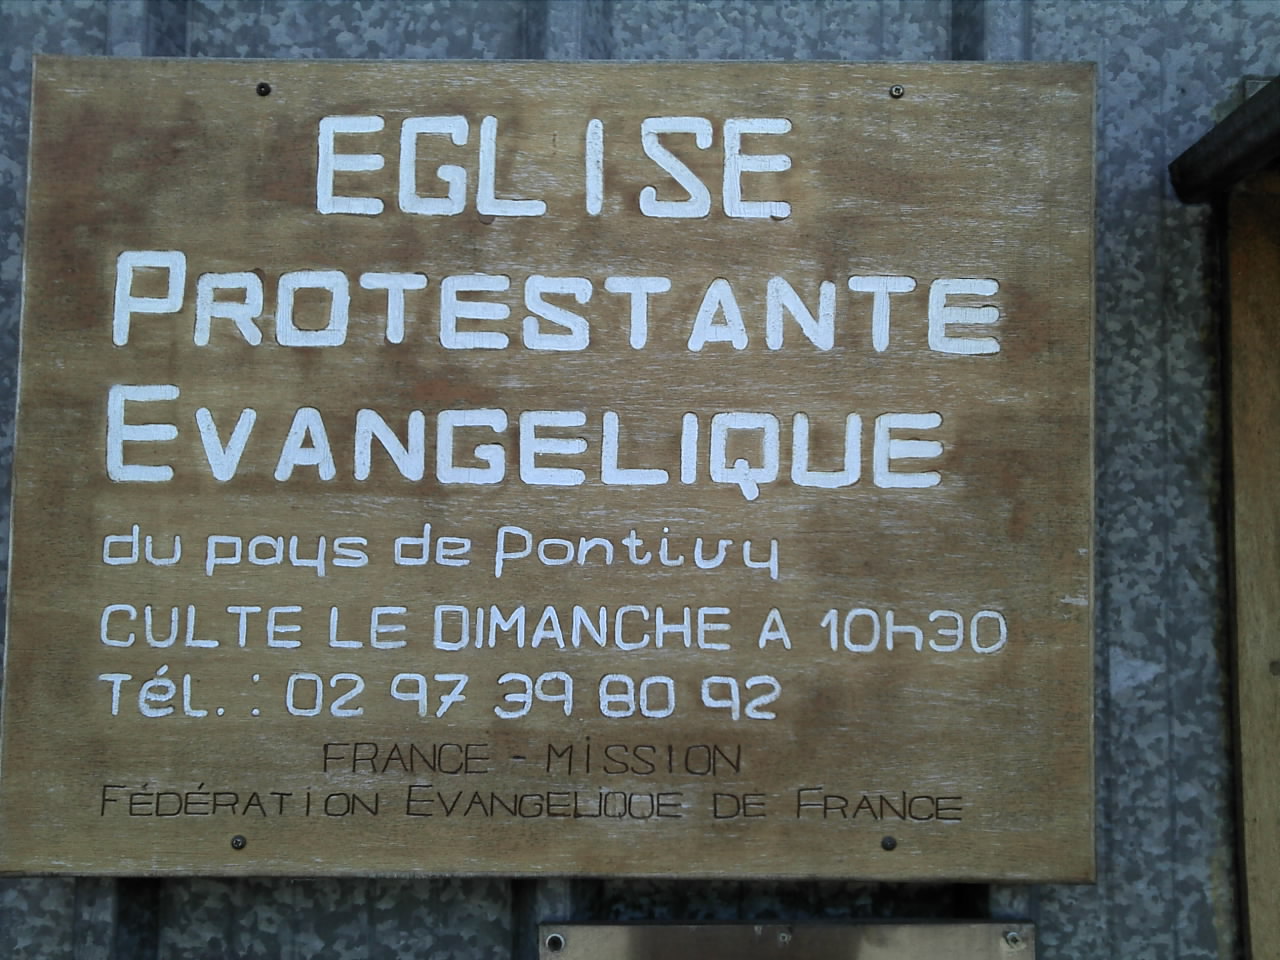 EGLISE
PROTESTANTE
EVANGELIQUE
du pays de Pontivy
CULTE LE DIMANCHE A 10h30
Tél. : 02 97 39 80 92
FRANCE - MiSSION
FÉDÉRATiON EVANGELiQUE DE FRANCE